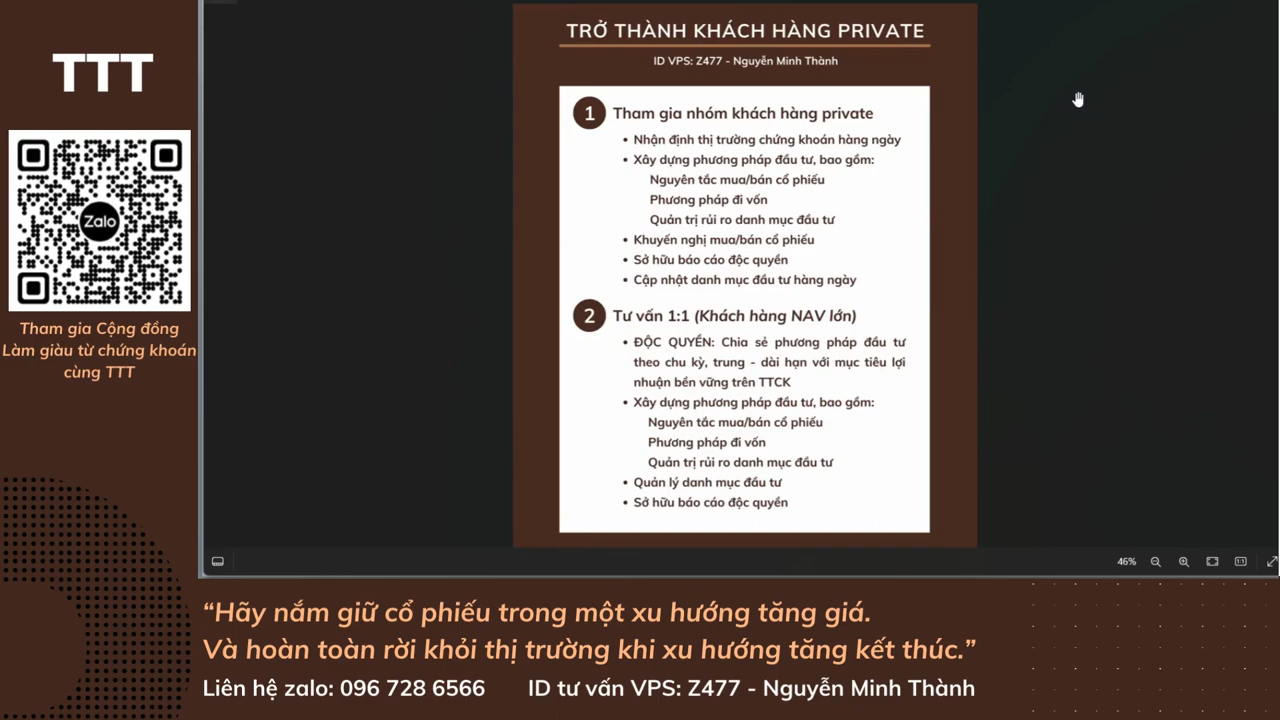 TTT
Zalo
Tham gia Cộng đồng
Làm giàu từ chứng khoán
cùng TTT
TRỞ THÀNH KHÁCH HÀNG PRIVATE
ID VPS: Z477 - Nguyễn Minh Thành
1 Tham gia nhóm khách hàng private
• Nhận định thị trường chứng khoán hàng ngày
• Xây dựng phương pháp đầu tư, bao gồm:
Nguyên tắc mua/bán cổ phiếu
Phương pháp đi vốn
Quản trị rủi ro danh mục đầu tư
• Khuyến nghị mua/bán cổ phiếu
• Sở hữu báo cáo độc quyền
• Cập nhật danh mục đầu tư hàng ngày
2 Tư vấn 1:1 (Khách hàng NAV lớn)
• ĐỘC QUYỀN: Chia sẻ phương pháp đầu tư
theo chu kỳ, trung - dài hạn với mục tiêu lợi
nhuận bền vững trên TTCK
• Xây dựng phương pháp đầu tư, bao gồm:
Nguyên tắc mua/bán cổ phiếu
Phương pháp đi vốn
Quản trị rủi ro danh mục đầu tư
• Quản lý danh mục đầu tư
• Sở hữu báo cáo độc quyền
46%
“Hãy nắm giữ cổ phiếu trong một xu hướng tăng giá.
Và hoàn toàn rời khỏi thị trường khi xu hướng tăng kết thúc.”
Liên hệ zalo: 096 728 6566 ID tư vấn VPS: Z477 - Nguyễn Minh Thành